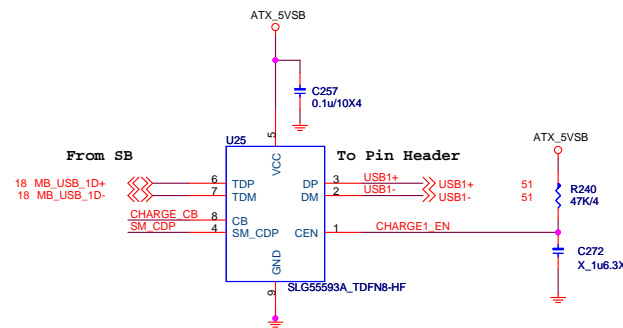 ATX_5VSB
C257
0.1u/10X4
U25
From SB
To Pin Header
ATX_5VSB
5
VCC
18 MB_USB_1D+
6
TDP
DP
3
USB1+
USB1+
51
18 MB_USB_1D-
7
TDM
DM
2
USB1-
USB1-
51
R240
47K/4
CHARGE_CB
8
CB
SM_CDP
4
SM_CDP
CEN
1
CHARGE1_EN
C272
X_1u6.3X
GND
SLG55593A_TDFN8-HF
9